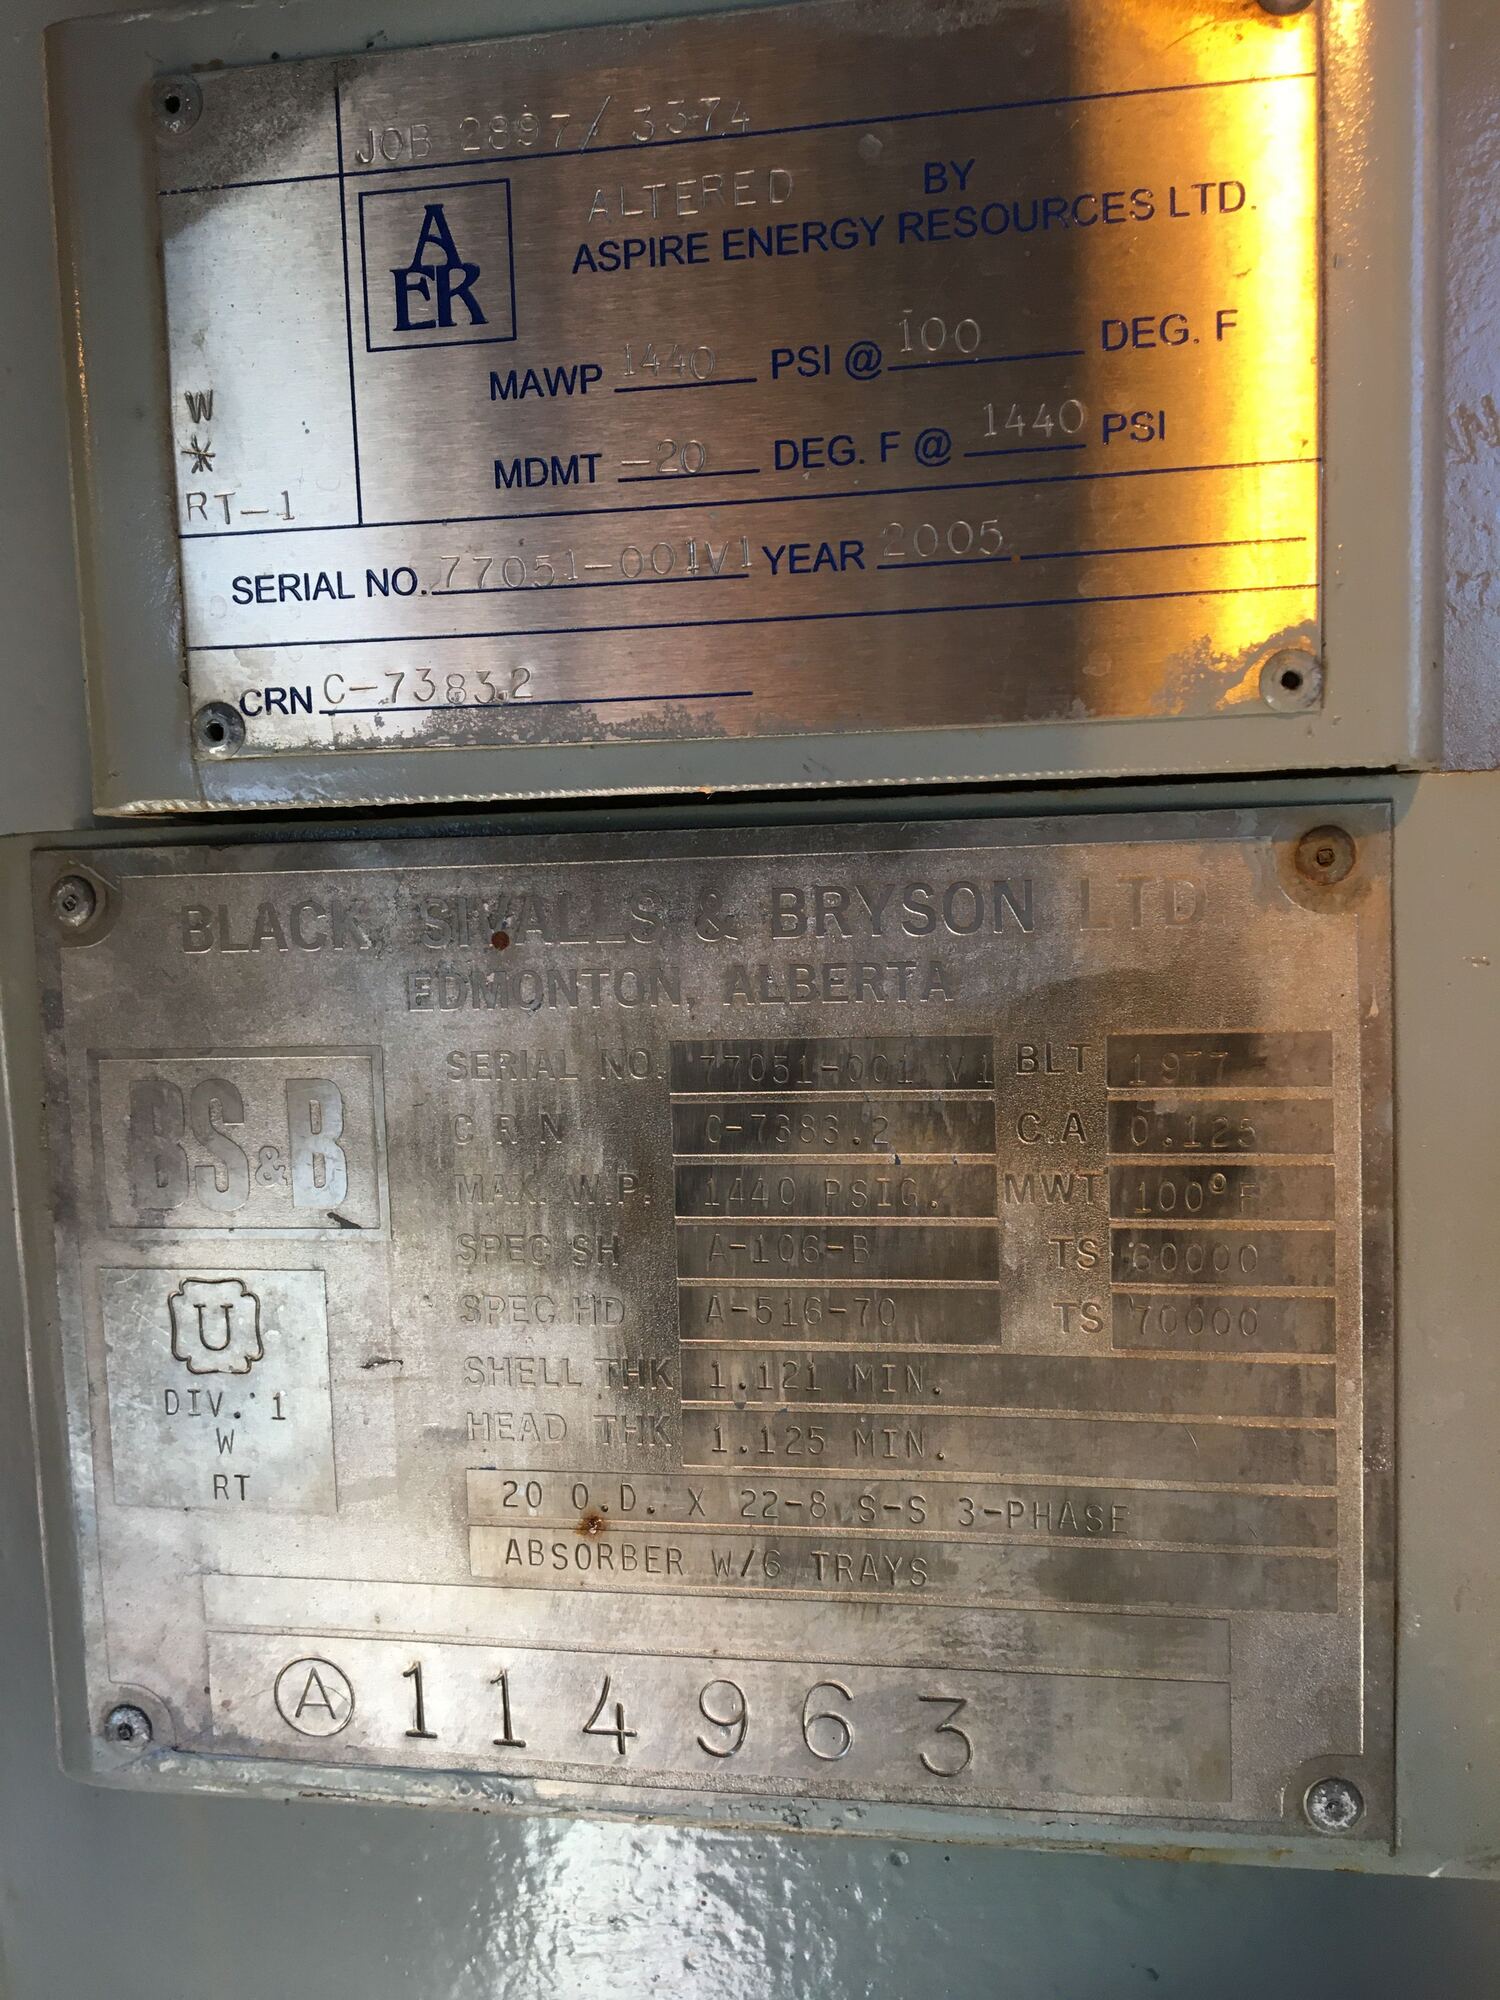 JOB 2897/3374
ALTERED BY
AER
ASPIRE ENERGY RESOURCES LTD.
MAWP 1440 PSI @ 100 DEG. F
W
*
MDMT -20 DEG. F @ 1440 PSI
RT-1
SERIAL NO. 77051-001V1 YEAR 2005
CRN C-7383.2
BLACK, SIVALLS & BRYSON LTD
EDMONTON, ALBERTA
BS&B
SERIAL NO. 77051-001 V1 BLT 1977
C R N C-7383.2 C.A 0.125
MAX. W.P. 1440 PSIG. MWT 100° F
SPEC SH A-106-B TS 60000
SPEC HD A-516-70 TS 70000
U
DIV. 1
W
RT
SHELL THK 1.121 MIN.
HEAD THK 1.125 MIN.
20 O.D. X 22-8 S-S 3-PHASE
ABSORBER W/6 TRAYS
A 114963